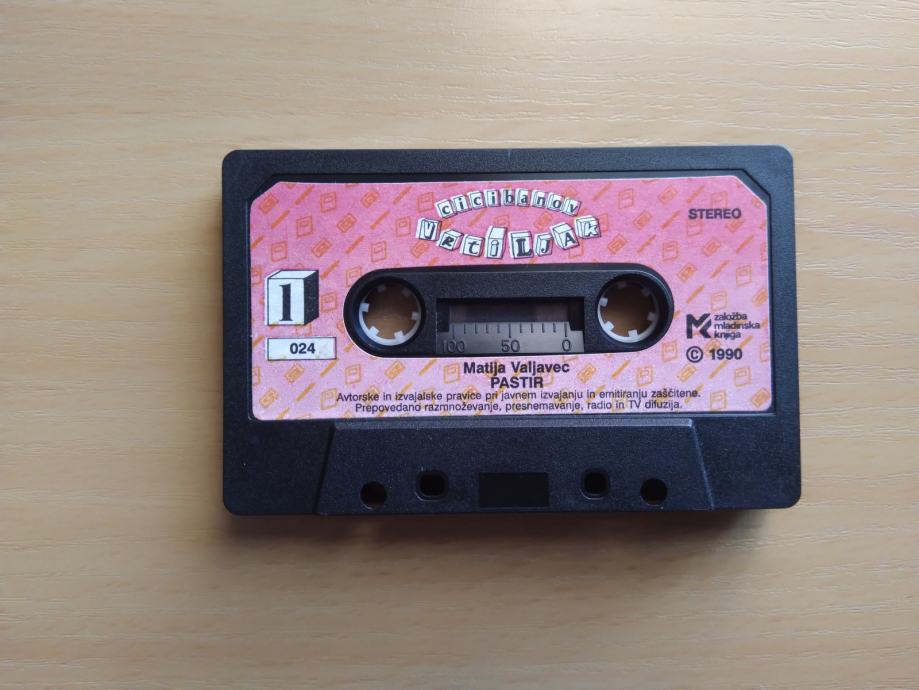 cicibanov
VRTILJAK
STEREO
1
024
100 50 0
založba
mladinska
knjiga
© 1990
Matija Valjavec
PASTIR
Avtorske in izvajalske pravice pri javnem izvajanju in emitiranju zaščitene.
Prepovedano razmnoževanje, presnemavanje, radio in TV difuzija.